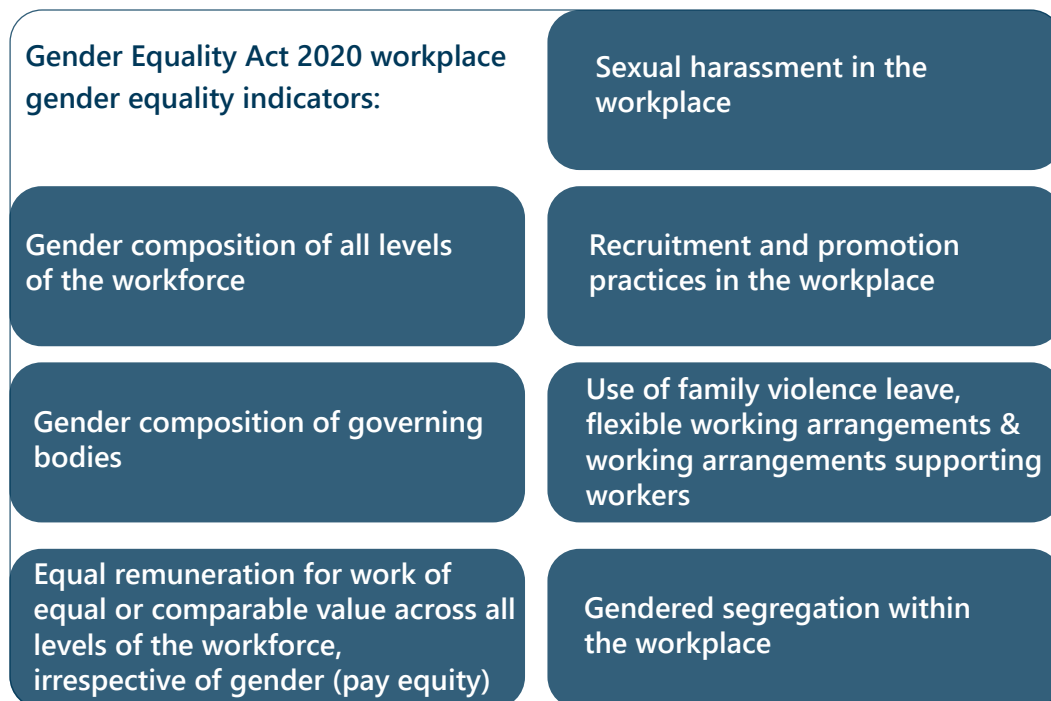 Gender Equality Act 2020 workplace
gender equality indicators:
Sexual harassment in the
workplace
Gender composition of all levels
of the workforce
Recruitment and promotion
practices in the workplace
Gender composition of governing
bodies
Use of family violence leave,
flexible working arrangements &
working arrangements supporting
workers
Equal remuneration for work of
equal or comparable value across all
levels of the workforce,
irrespective of gender (pay equity)
Gendered segregation within
the workplace